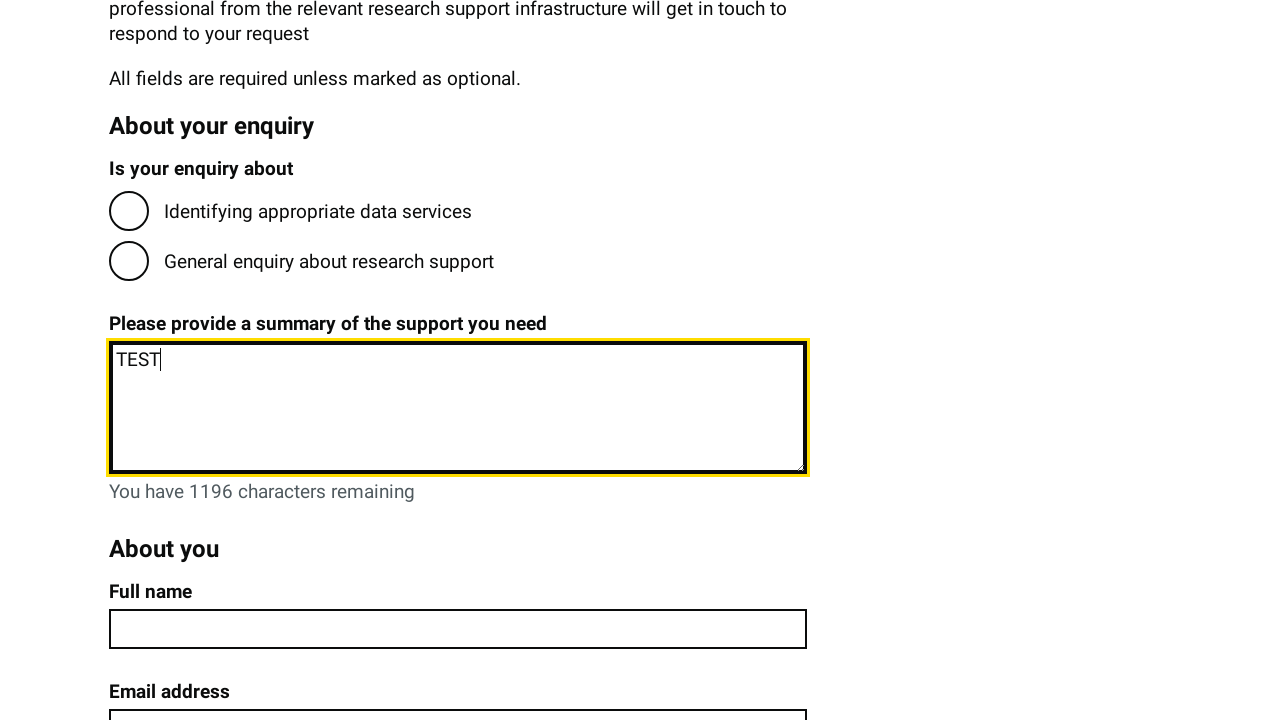 professional from the relevant research support infrastructure will get in touch to
respond to your request
All fields are required unless marked as optional.
About your enquiry
Is your enquiry about
Identifying appropriate data services
General enquiry about research support
Please provide a summary of the support you need
TEST
You have 1196 characters remaining
About you
Full name
Email address